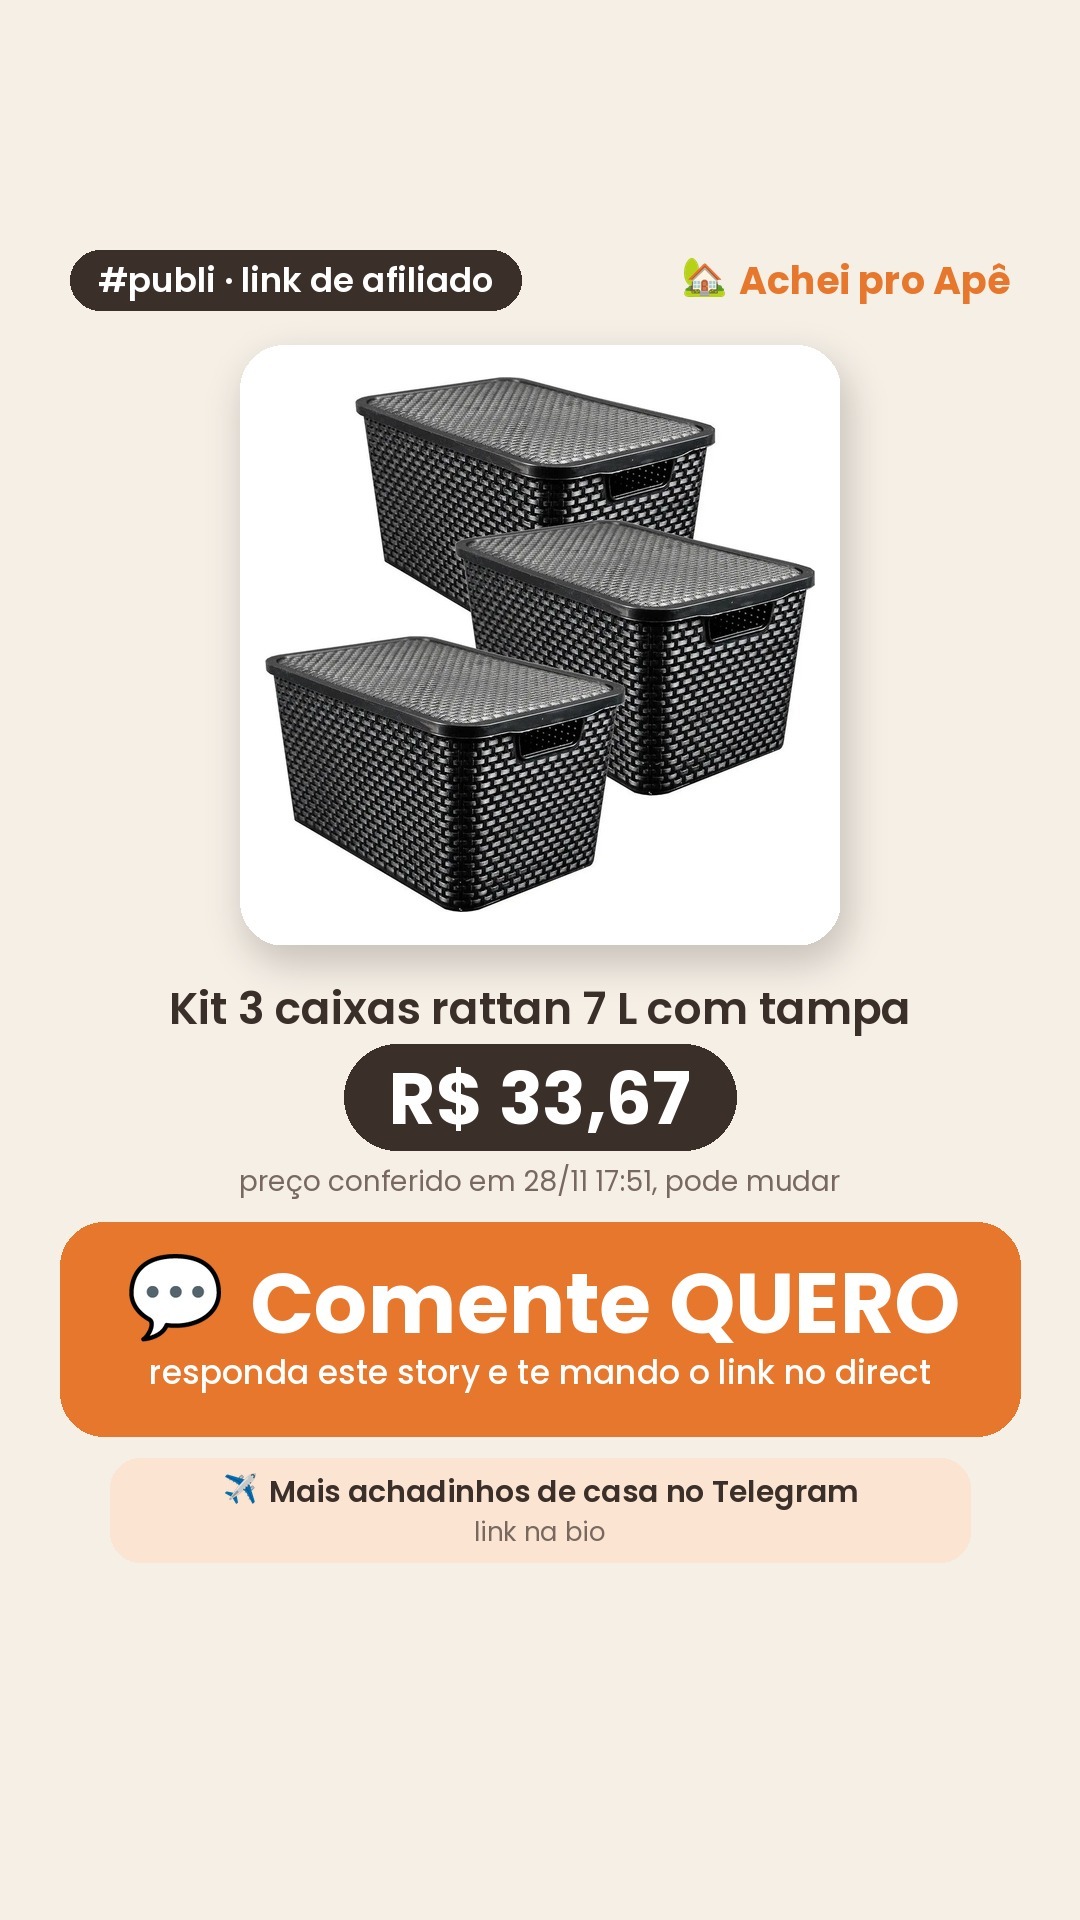 #publi · link de afiliado
🏡 Achei pro Apê
Kit 3 caixas rattan 7 L com tampa
R$ 33,67
preço conferido em 28/11 17:51, pode mudar
💬 Comente QUERO
responda este story e te mando o link no direct
✈️ Mais achadinhos de casa no Telegram
link na bio